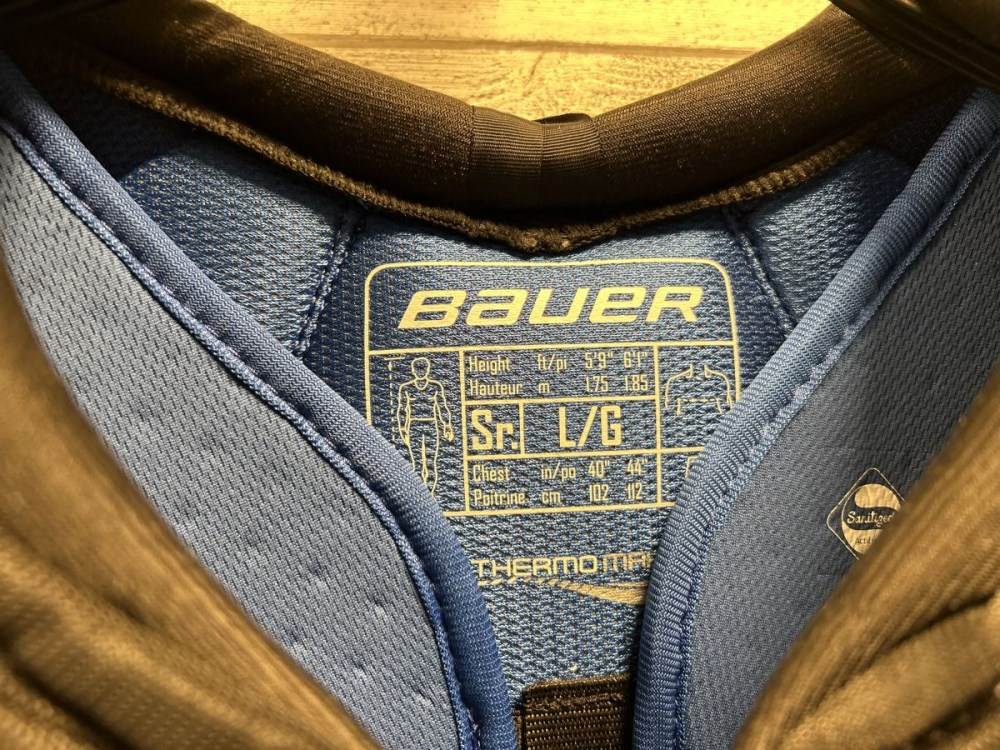 BAUER
Height ft/pi 5'9" 6'1"
Hauteur m 1.75 1.85
Sr. L/G
Chest in/po 40" 44"
Poitrine cm 102 112
THERMO
Sanitized